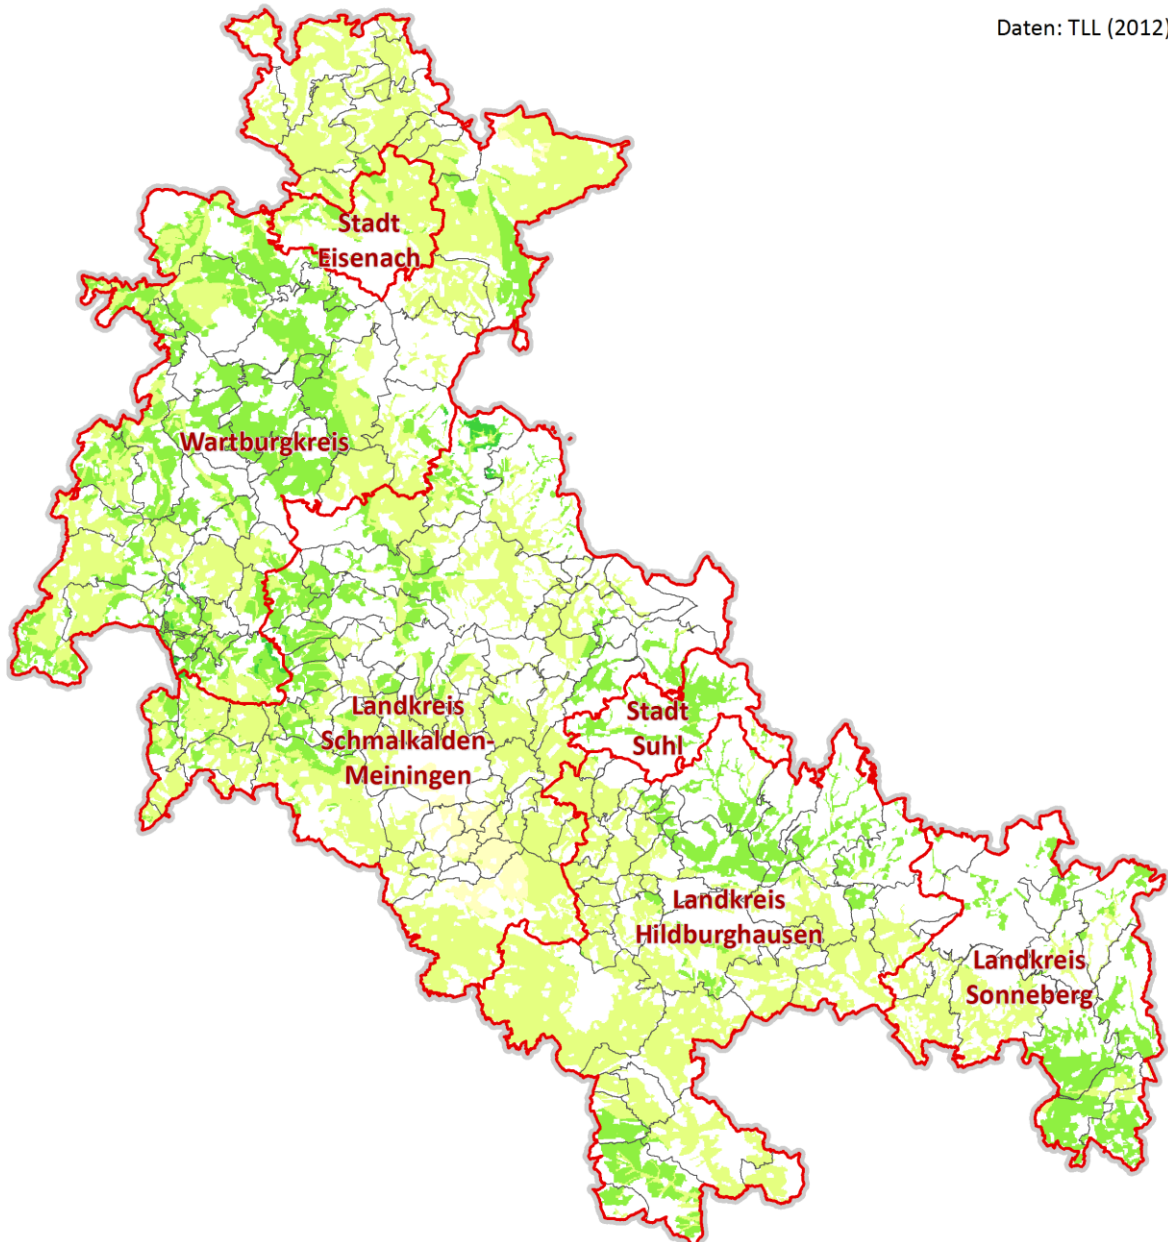 Daten: TLL (2012)
Stadt
Eisenach
Wartburgkreis
Landkreis
Schmalkalden-
Meiningen
Stadt
Suhl
Landkreis
Hildburghausen
Landkreis
Sonneberg